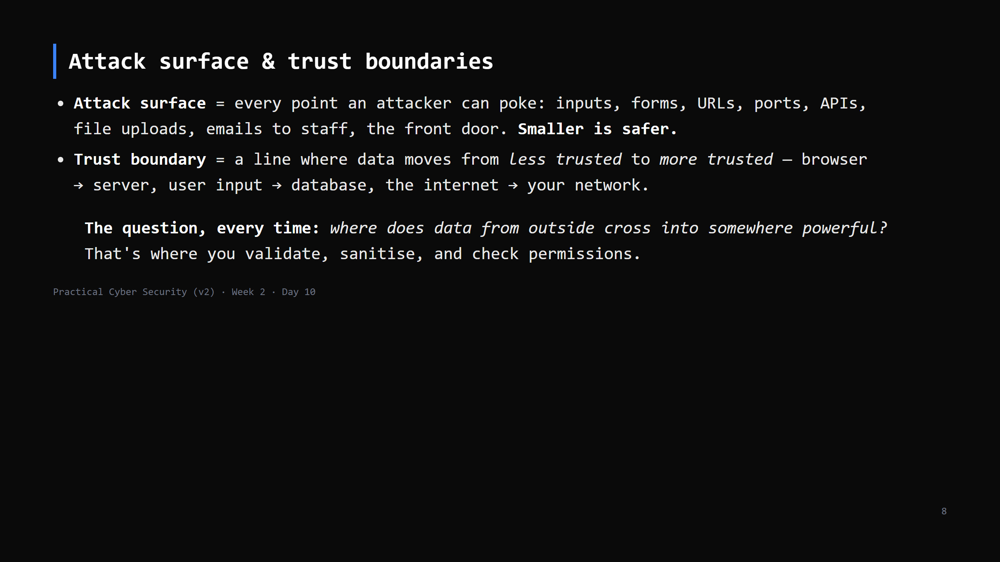 Attack surface & trust boundaries
• Attack surface = every point an attacker can poke: inputs, forms, URLs, ports, APIs,
file uploads, emails to staff, the front door. Smaller is safer.
• Trust boundary = a line where data moves from less trusted to more trusted — browser
→ server, user input → database, the internet → your network.
The question, every time: where does data from outside cross into somewhere powerful?
That's where you validate, sanitise, and check permissions.
Practical Cyber Security (v2) · Week 2 · Day 10
8